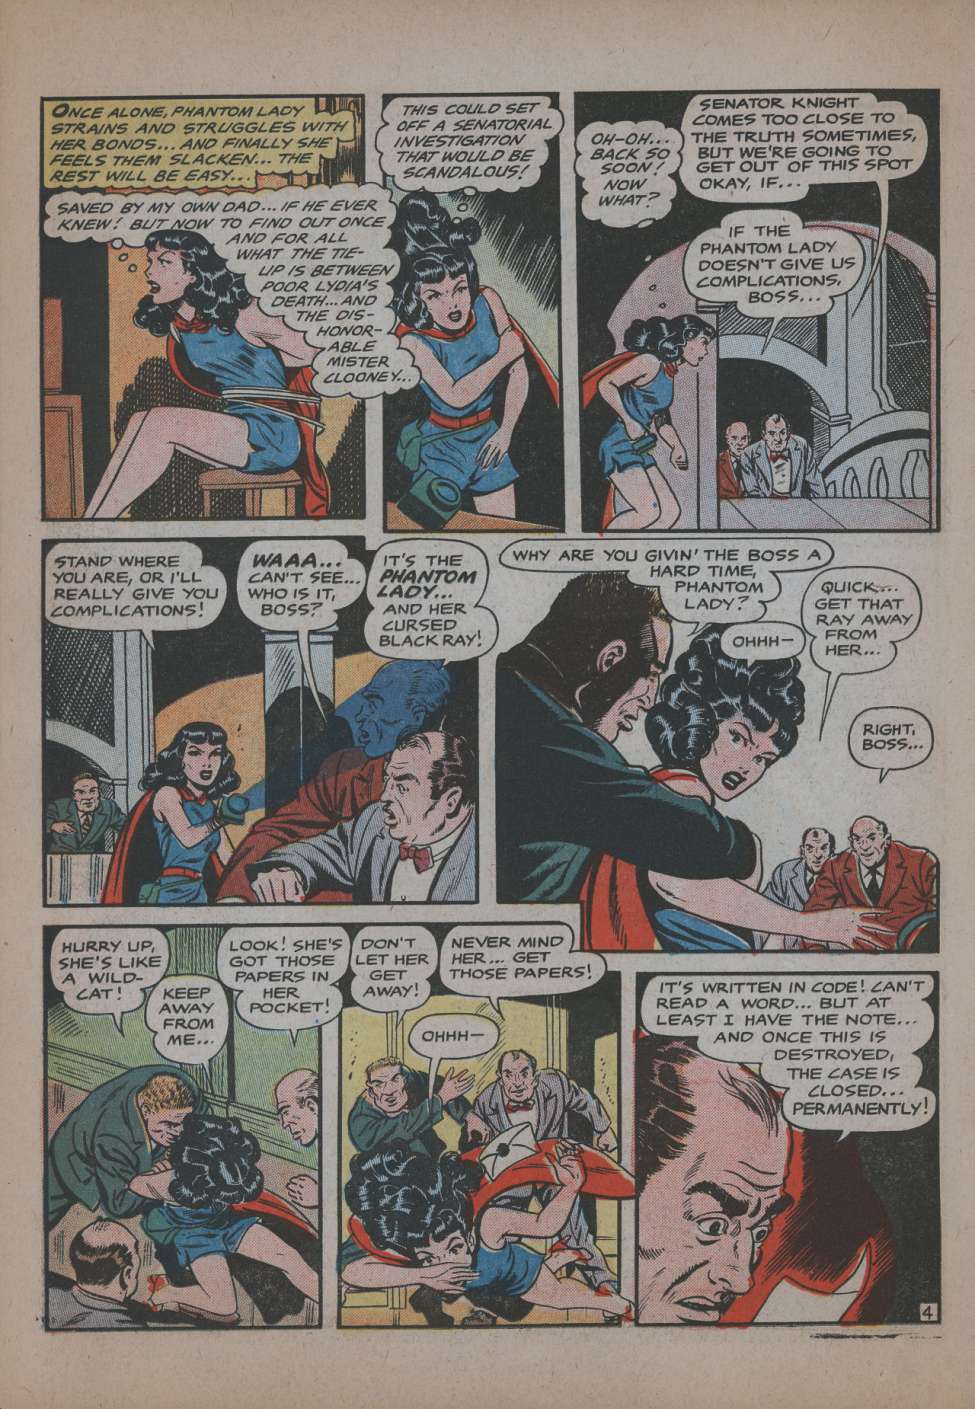 ONCE ALONE, PHANTOM LADY
STRAINS AND STRUGGLES WITH
HER BONDS... AND FINALLY SHE
FEELS THEM SLACKEN... THE
REST WILL BE EASY...
SAVED BY MY OWN DAD... IF HE EVER
KNEW! BUT NOW TO FIND OUT ONCE
AND FOR ALL
WHAT THE TIE-
UP IS BETWEEN
POOR LYDIA'S
DEATH... AND
THE DIS-
HONOR-
ABLE
MISTER
CLOONEY...
THIS COULD SET
OFF A SENATORIAL
INVESTIGATION
THAT WOULD BE
SCANDALOUS!
OH-OH...
BACK SO
SOON!
NOW
WHAT?
SENATOR KNIGHT
COMES TOO CLOSE TO
THE TRUTH SOMETIMES,
BUT WE'RE GOING TO
GET OUT OF THIS SPOT
OKAY, IF...
IF THE
PHANTOM LADY
DOESN'T GIVE US
COMPLICATIONS,
BOSS...
STAND WHERE
YOU ARE, OR I'LL
REALLY GIVE YOU
COMPLICATIONS!
WAAA...
CAN'T SEE...
WHO IS IT,
BOSS?
IT'S THE
PHANTOM
LADY...
AND HER
CURSED
BLACK RAY!
WHY ARE YOU GIVIN' THE BOSS A
HARD TIME,
PHANTOM
LADY?
OHHH-
QUICK...
GET THAT
RAY AWAY
FROM
HER...
RIGHT,
BOSS...
HURRY UP,
SHE'S LIKE
A WILD-
CAT!
KEEP
AWAY
FROM
ME...
LOOK! SHE'S
GOT THOSE
PAPERS IN
HER
POCKET!
DON'T
LET HER
GET
AWAY!
NEVER MIND
HER... GET
THOSE PAPERS!
OHHH-
IT'S WRITTEN IN CODE! CAN'T
READ A WORD... BUT AT
LEAST I HAVE THE NOTE...
AND ONCE THIS IS
DESTROYED,
THE CASE IS
CLOSED...
PERMANENTLY!
4